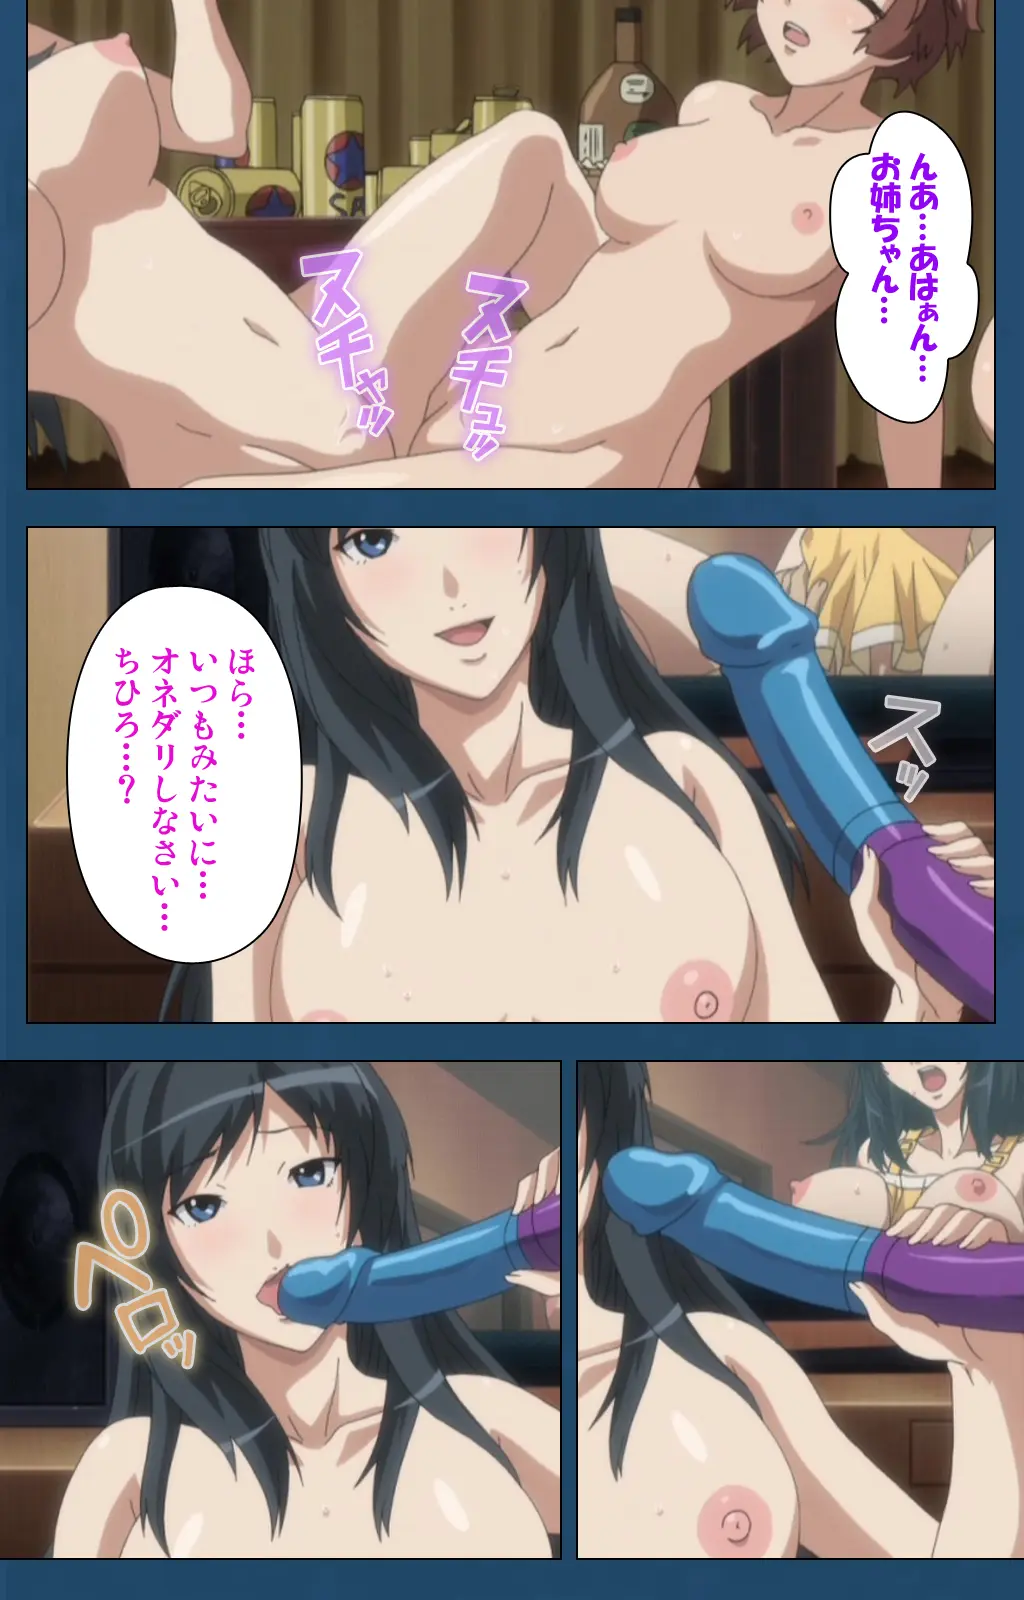 んあ…あはぁん…
お姉ちゃん…
ヌチュッ
ヌチャッ
SA
ほら…
いつもみたいに…
オネダリしなさい…
ちひろ…？
スッ
ペロッ